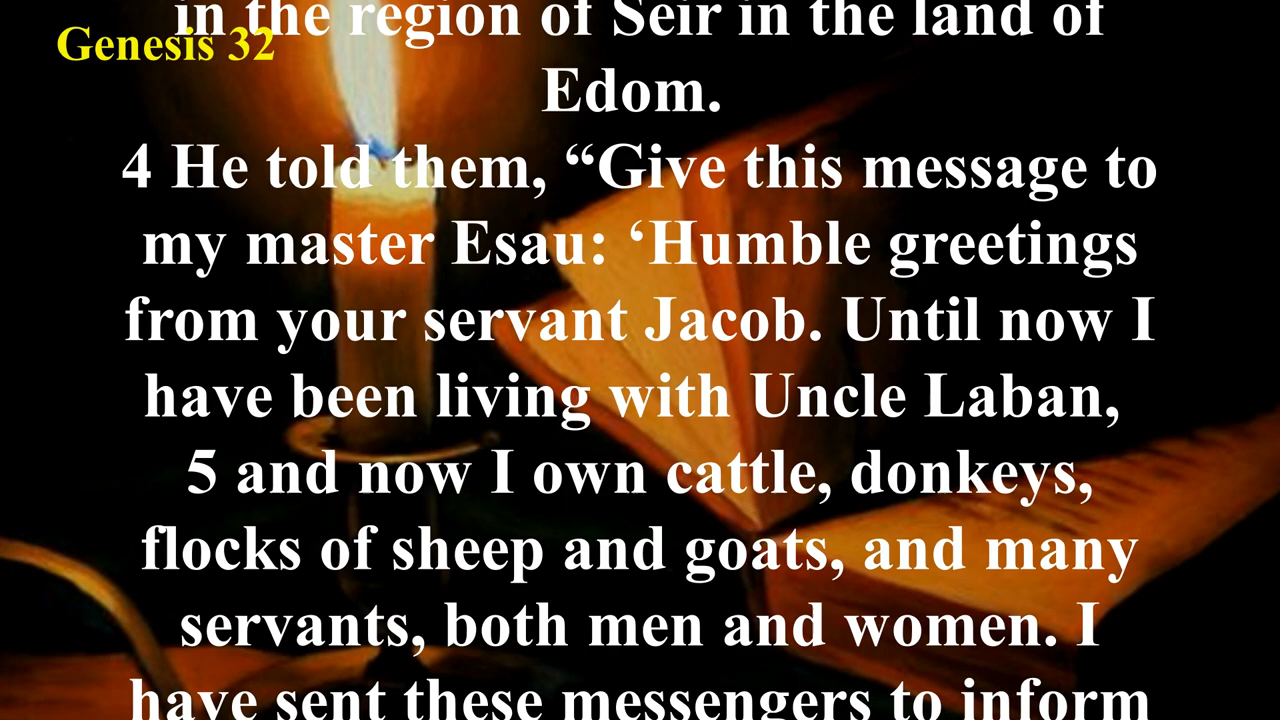 in the region of Seir in the land of
Genesis 32
Edom.
4 He told them, “Give this message to
my master Esau: ‘Humble greetings
from your servant Jacob. Until now I
have been living with Uncle Laban,
5 and now I own cattle, donkeys,
flocks of sheep and goats, and many
servants, both men and women. I
have sent these messengers to inform